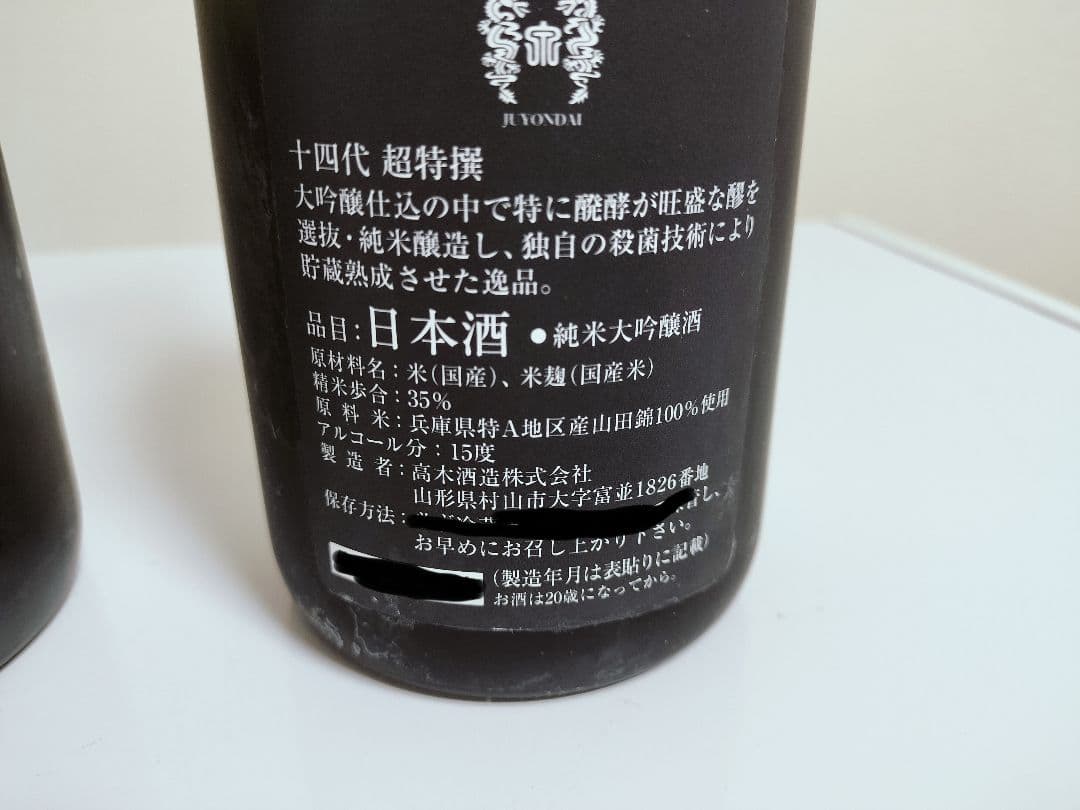 JUYONDAI
十四代 超特撰
大吟醸仕込の中で特に醗酵が旺盛な醪を
選抜・純米醸造し、独自の殺菌技術により
貯蔵熟成させた逸品。
品目：日本酒 ●純米大吟醸酒
原材料名：米（国産）、米麹（国産米）
精米歩合：35％
原料米：兵庫県特A地区産山田錦100％使用
アルコール分：15度
製造者：高木酒造株式会社
山形県村山市大字富並1826番地
保存方法：
お早めにお召し上がり下さい。
（製造年月は表貼りに記載）
お酒は20歳になってから。